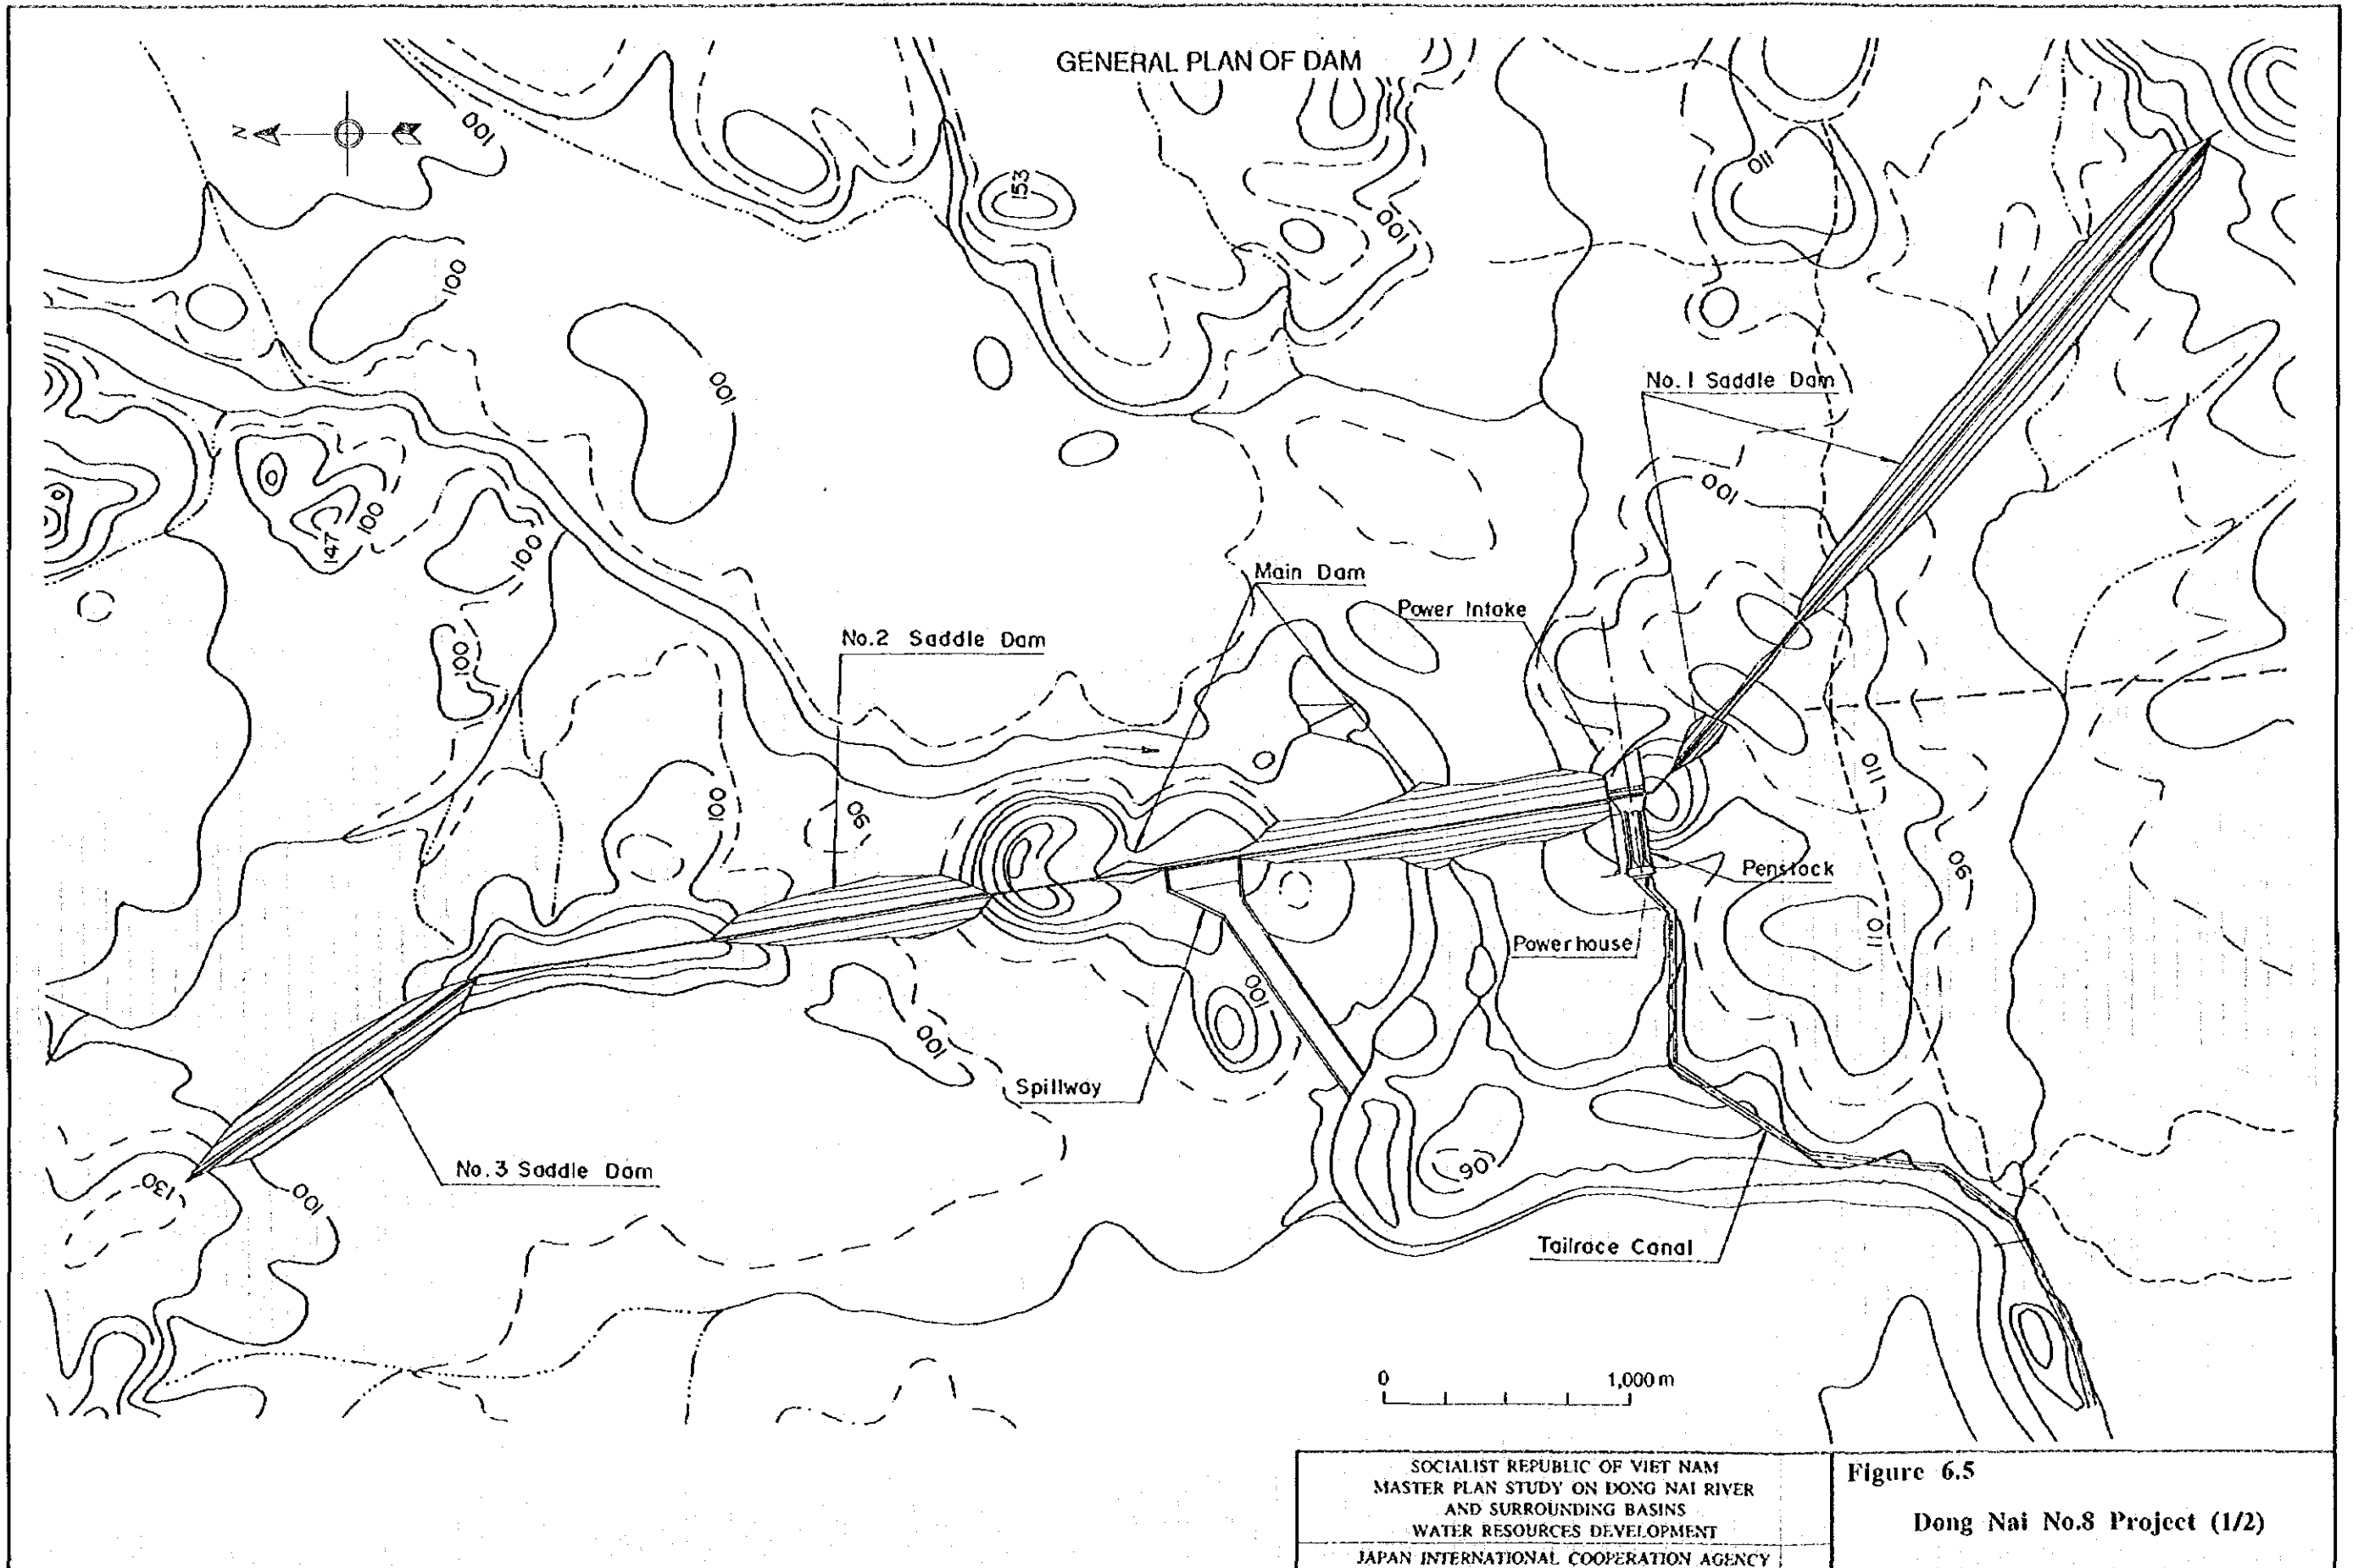 GENERAL PLAN OF DAM
N
100
153
110
100
100
100
No. 1 Saddle Dam
100
100
147
100
100
Main Dam
Power Intake
No.2 Saddle Dam
100
100
90
110
Penstock
90
110
Powerhouse
100
100
Spillway
No.3 Saddle Dam
130
100
90
Tailrace Canal
0 1,000 m
SOCIALIST REPUBLIC OF VIET NAM
MASTER PLAN STUDY ON DONG NAI RIVER
AND SURROUNDING BASINS
WATER RESOURCES DEVELOPMENT
JAPAN INTERNATIONAL COOPERATION AGENCY
Figure 6.5
Dong Nai No.8 Project (1/2)